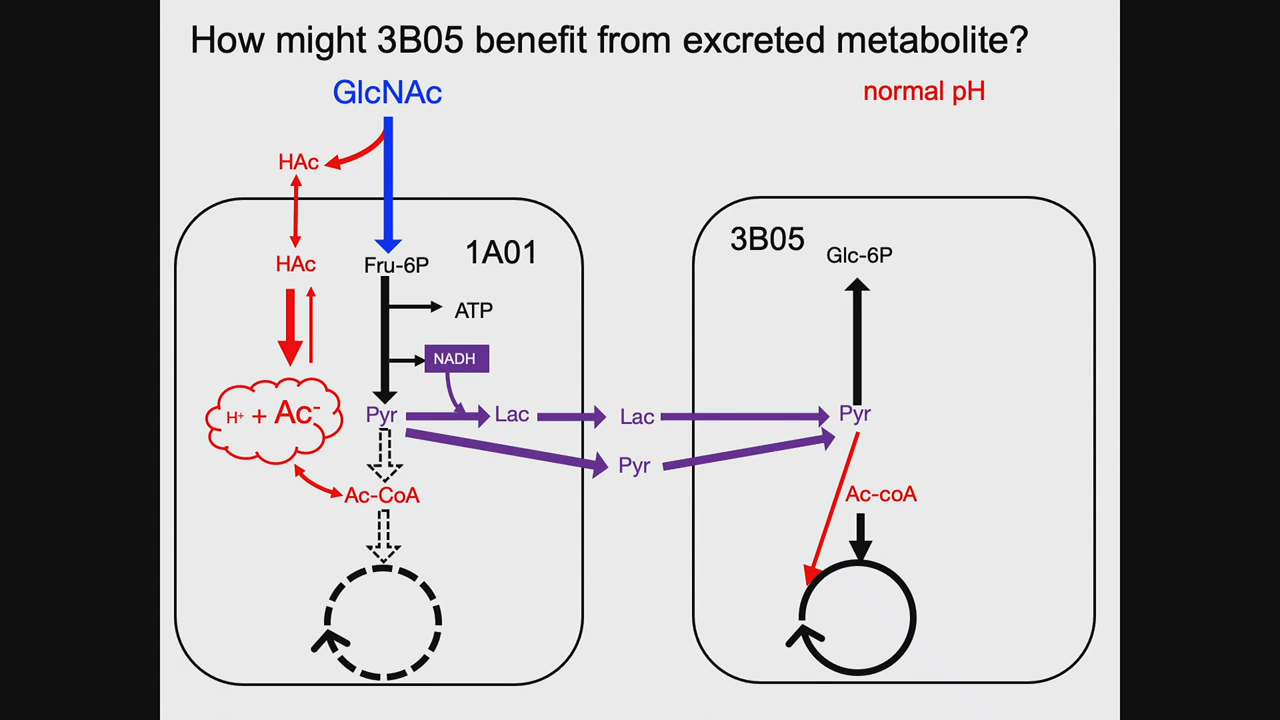 How might 3B05 benefit from excreted metabolite?
GlcNAc
normal pH
HAc
HAc
Fru-6P
1A01
3B05
Glc-6P
ATP
NADH
H⁺ + Ac⁻
Pyr
Lac
Lac
Pyr
Pyr
Ac-CoA
Ac-coA